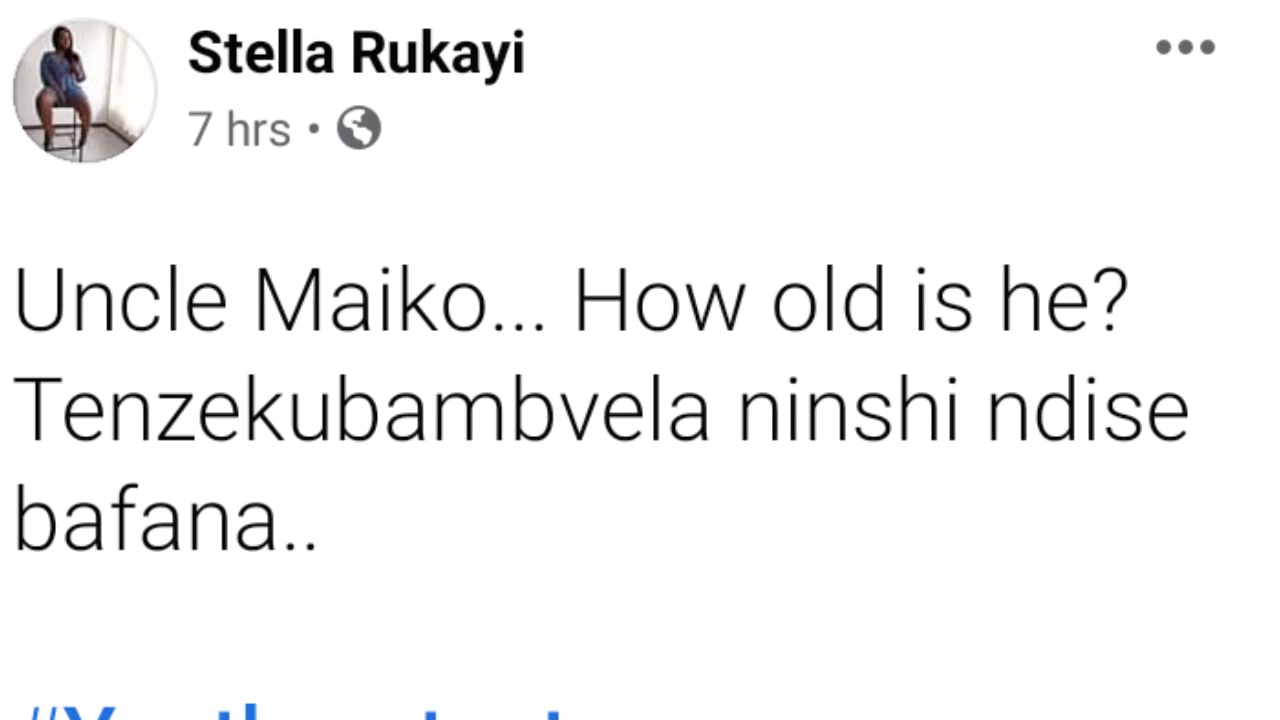 Stella Rukayi
7 hrs •
Uncle Maiko... How old is he?
Tenzekubambvela ninshi ndise
bafana..